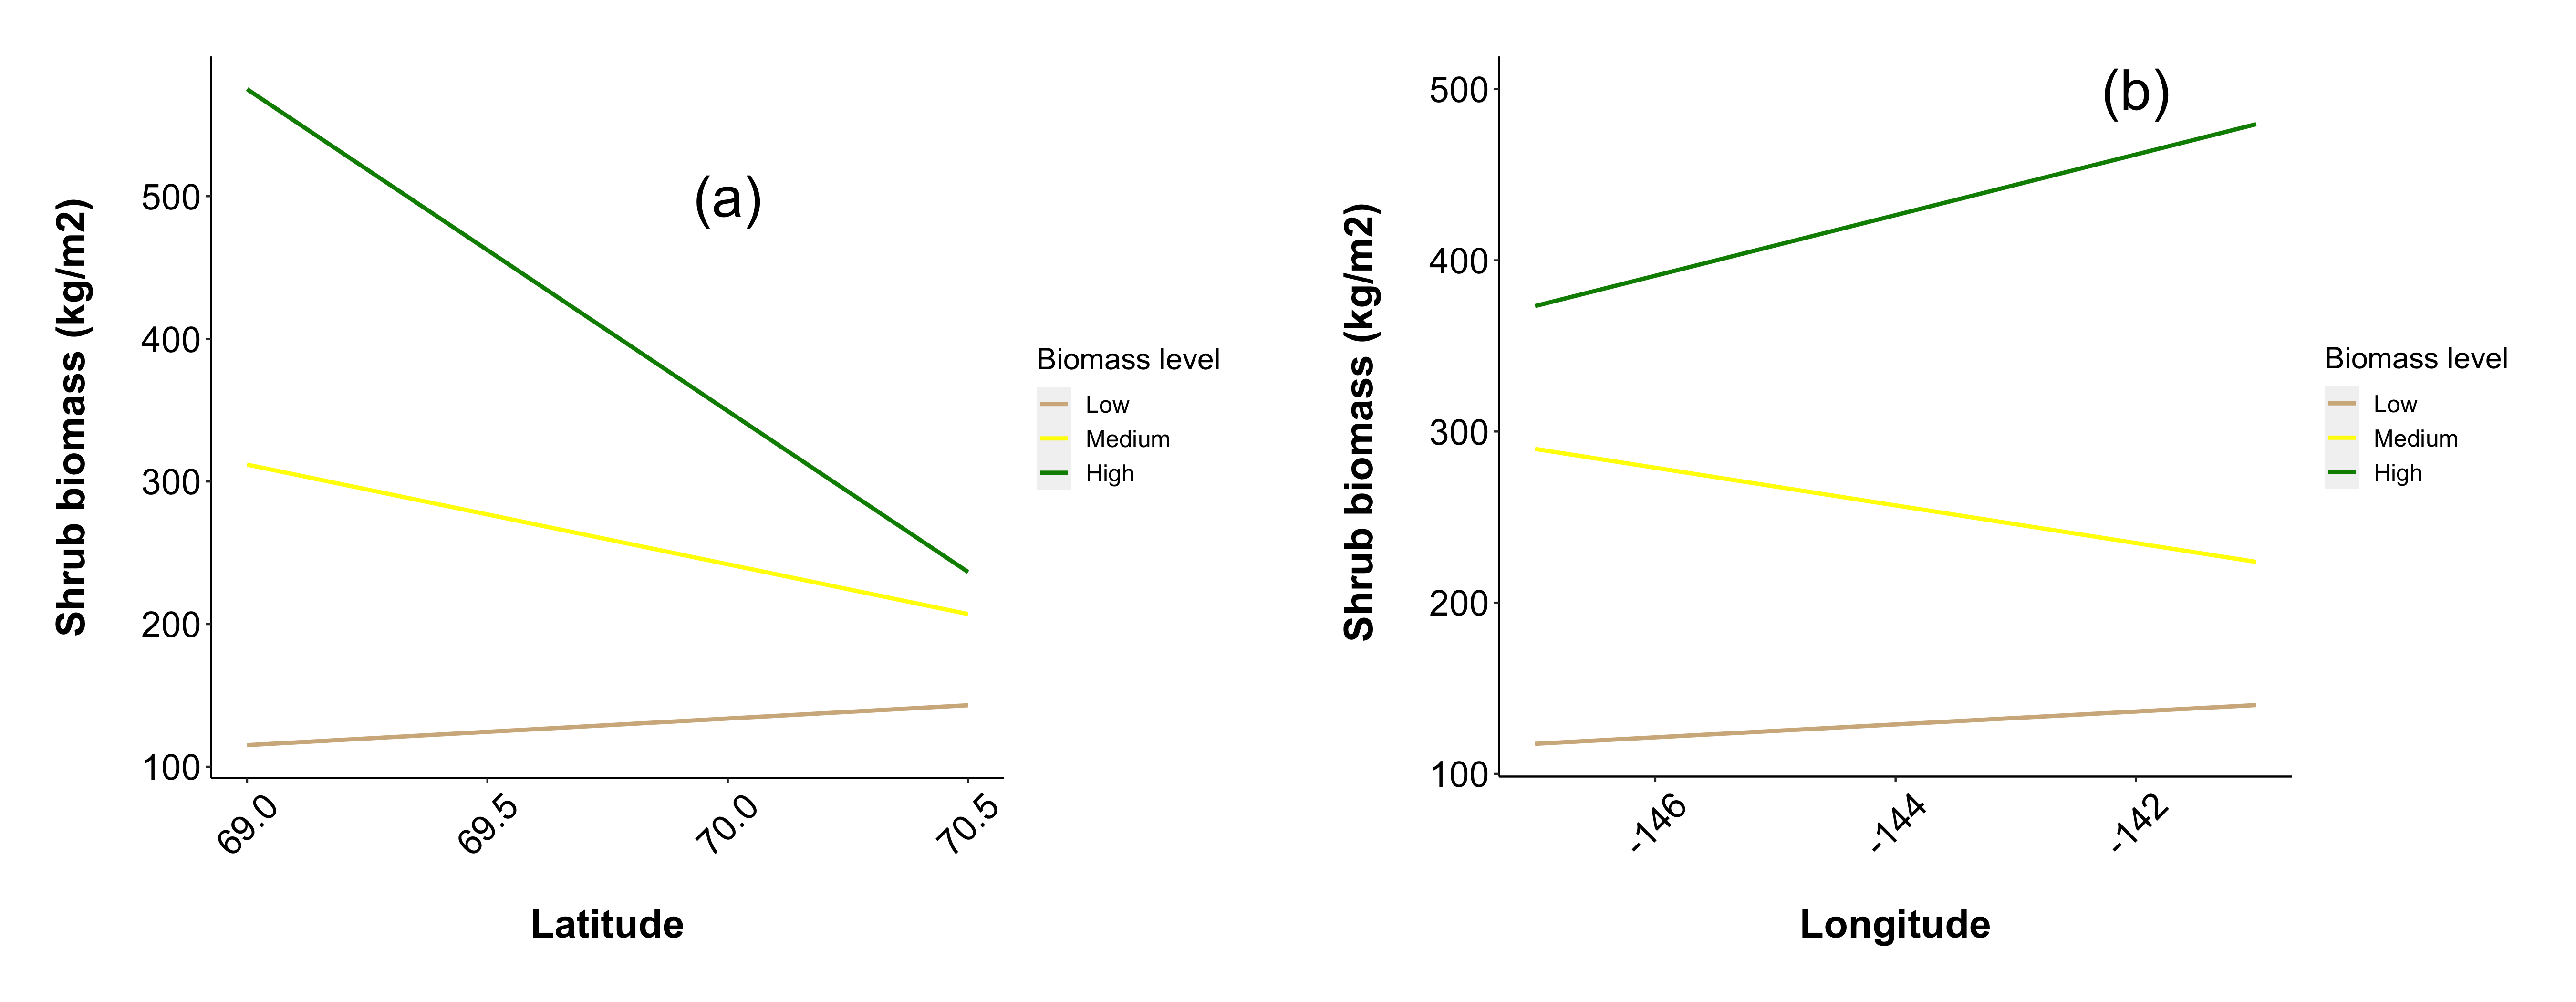 (a)
Shrub biomass (kg/m2)
500
400
300
200
100
69.0
69.5
70.0
70.5
Latitude
Biomass level
Low
Medium
High
(b)
Shrub biomass (kg/m2)
500
400
300
200
100
-146
-144
-142
Longitude
Biomass level
Low
Medium
High